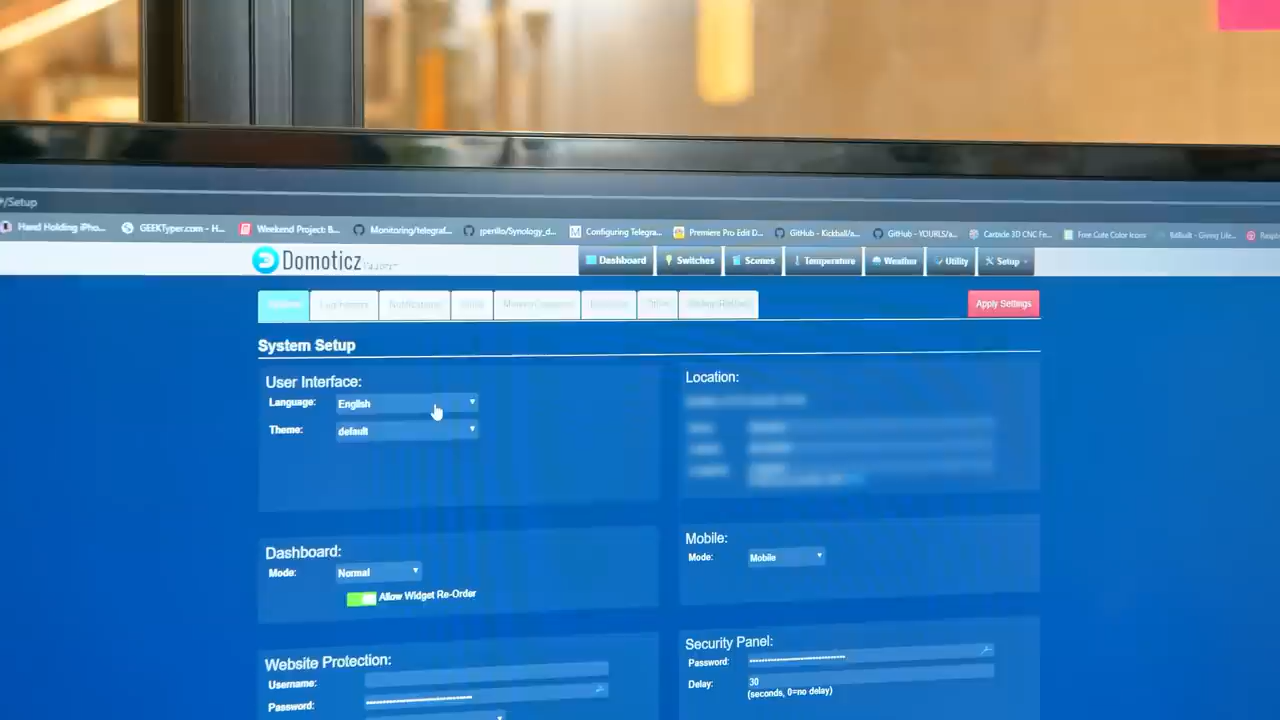 /Setup
Hand Holding iPho...
GEEKTyper.com - H...
Weekend Project: B...
Monitoring/telegraf...
jperillo/Synology_d...
Configuring Telegra...
Premiere Pro Edit D...
GitHub - Kickball/a...
GitHub - YOURLS/a...
Carbide 3D CNC Fe...
Free Cute Color Icons
BitBuilt - Giving Life...
Domoticz
Dashboard
Switches
Scenes
Temperature
Weather
Utility
Setup
Notifications
Apply Settings
System Setup
User Interface:
Language: English
Theme: default
Location:
Dashboard:
Mode: Normal
Allow Widget Re-Order
Mobile:
Mode: Mobile
Website Protection:
Username:
Password:
Security Panel:
Password:
Delay: 30
(seconds, 0=no delay)